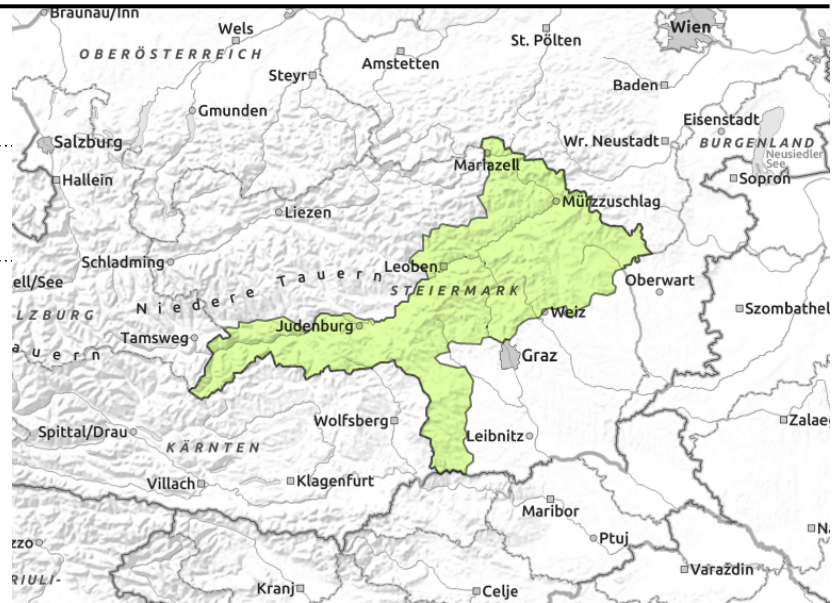 Braunau/Inn
Wels
Wien
OBERÖSTERREICH
St. Pölten
Amstetten
Steyr
Baden
Gmunden
Eisenstadt
Salzburg
Wr. Neustadt
BURGENLAND
Mariazell
Neusiedler
See
Hallein
Sopron
Mürzzuschlag
Liezen
Schladming
Leoben
ell/See
Niedere Tauern
STEIERMARK
Oberwart
LZBURG
Weiz
Szombathel
Judenburg
Tamsweg
auern
Graz
Wolfsberg
Zalaeg
Spittal/Drau
Leibnitz
KÄRNTEN
Villach
Klagenfurt
Maribor
Na
Ptuj
zzo
Varaždin
RIULI-
Kranj
Celje